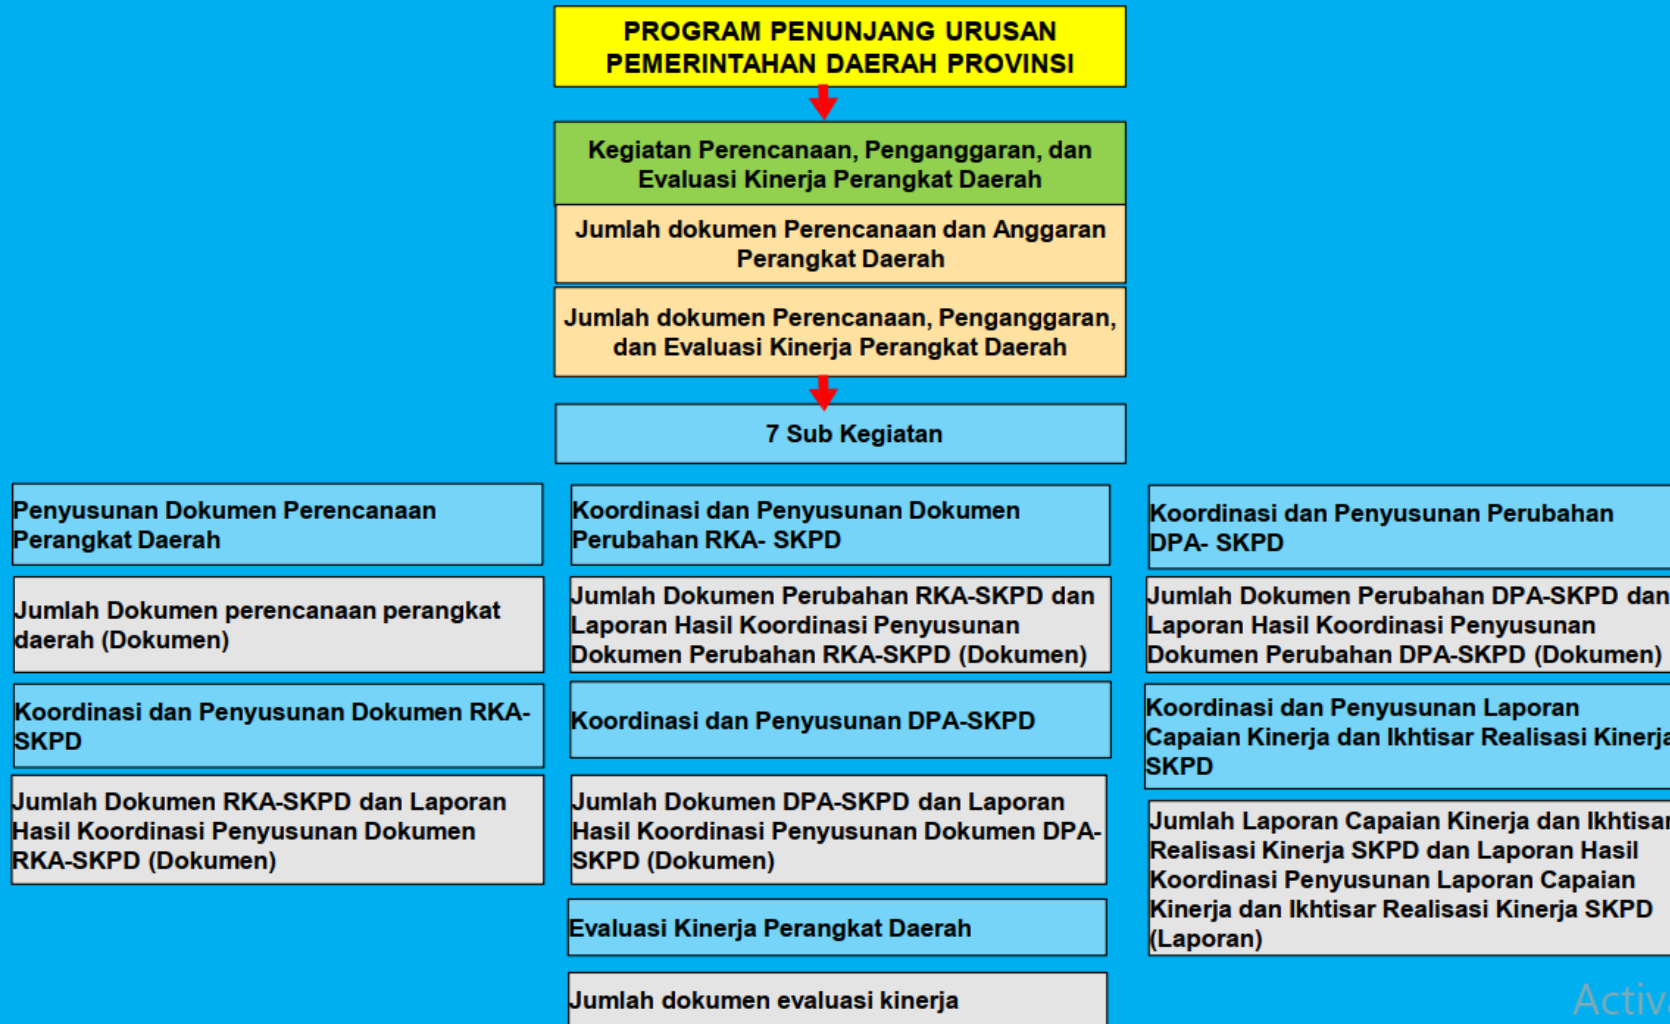 PROGRAM PENUNJANG URUSAN
PEMERINTAHAN DAERAH PROVINSI
Kegiatan Perencanaan, Penganggaran, dan
Evaluasi Kinerja Perangkat Daerah
Jumlah dokumen Perencanaan dan Anggaran
Perangkat Daerah
Jumlah dokumen Perencanaan, Penganggaran,
dan Evaluasi Kinerja Perangkat Daerah
7 Sub Kegiatan
Penyusunan Dokumen Perencanaan
Perangkat Daerah
Jumlah Dokumen perencanaan perangkat
daerah (Dokumen)
Koordinasi dan Penyusunan Dokumen RKA-
SKPD
Jumlah Dokumen RKA-SKPD dan Laporan
Hasil Koordinasi Penyusunan Dokumen
RKA-SKPD (Dokumen)
Koordinasi dan Penyusunan Dokumen
Perubahan RKA- SKPD
Jumlah Dokumen Perubahan RKA-SKPD dan
Laporan Hasil Koordinasi Penyusunan
Dokumen Perubahan RKA-SKPD (Dokumen)
Koordinasi dan Penyusunan DPA-SKPD
Jumlah Dokumen DPA-SKPD dan Laporan
Hasil Koordinasi Penyusunan Dokumen DPA-
SKPD (Dokumen)
Evaluasi Kinerja Perangkat Daerah
Jumlah dokumen evaluasi kinerja
Koordinasi dan Penyusunan Perubahan
DPA- SKPD
Jumlah Dokumen Perubahan DPA-SKPD dan
Laporan Hasil Koordinasi Penyusunan
Dokumen Perubahan DPA-SKPD (Dokumen)
Koordinasi dan Penyusunan Laporan
Capaian Kinerja dan Ikhtisar Realisasi Kinerja
SKPD
Jumlah Laporan Capaian Kinerja dan Ikhtisar
Realisasi Kinerja SKPD dan Laporan Hasil
Koordinasi Penyusunan Laporan Capaian
Kinerja dan Ikhtisar Realisasi Kinerja SKPD
(Laporan)